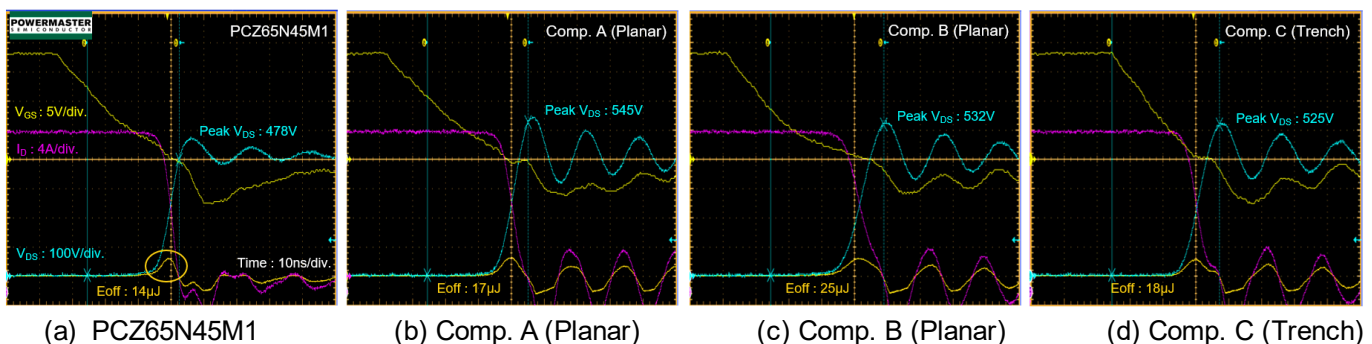 POWERMASTER
SEMICONDUCTOR
PCZ65N45M1
VGS : 5V/div.
Peak VDS : 478V
ID : 4A/div.
VDS : 100V/div.
Time : 10ns/div.
Eoff : 14µJ
(a) PCZ65N45M1
Comp. A (Planar)
Peak VDS : 545V
Eoff : 17µJ
(b) Comp. A (Planar)
Comp. B (Planar)
Peak VDS : 532V
Eoff : 25µJ
(c) Comp. B (Planar)
Comp. C (Trench)
Peak VDS : 525V
Eoff : 18µJ
(d) Comp. C (Trench)